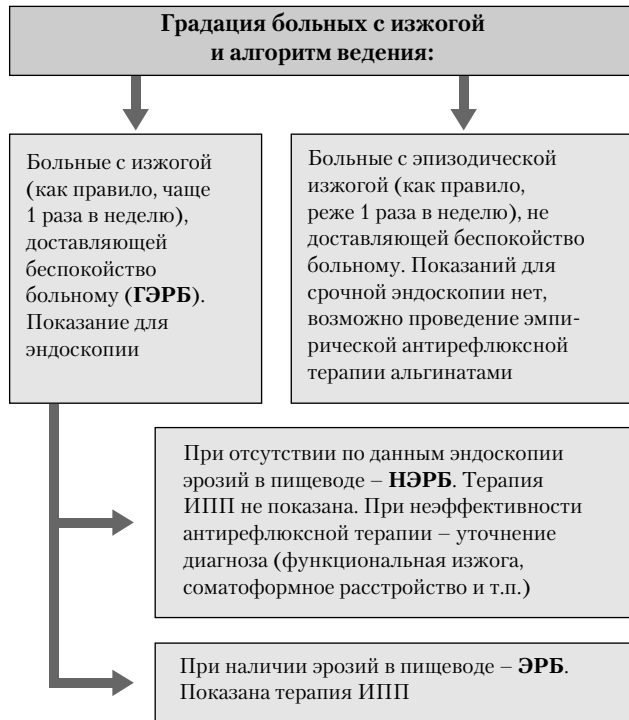 Градация больных с изжогой
и алгоритм ведения:
Больные с изжогой
(как правило, чаще
1 раза в неделю),
доставляющей
беспокойство
больному (ГЭРБ).
Показание для
эндоскопии
Больные с эпизодической
изжогой (как правило,
реже 1 раза в неделю), не
доставляющей беспокойство
больному. Показаний для
срочной эндоскопии нет,
возможно проведение эмпи-
рической антирефлюксной
терапии альгинатами
При отсутствии по данным эндоскопии
эрозий в пищеводе – НЭРБ. Терапия
ИПП не показана. При неэффективности
антирефлюксной терапии – уточнение
диагноза (функциональная изжога,
соматоформное расстройство и т.п.)
При наличии эрозий в пищеводе – ЭРБ.
Показана терапия ИПП